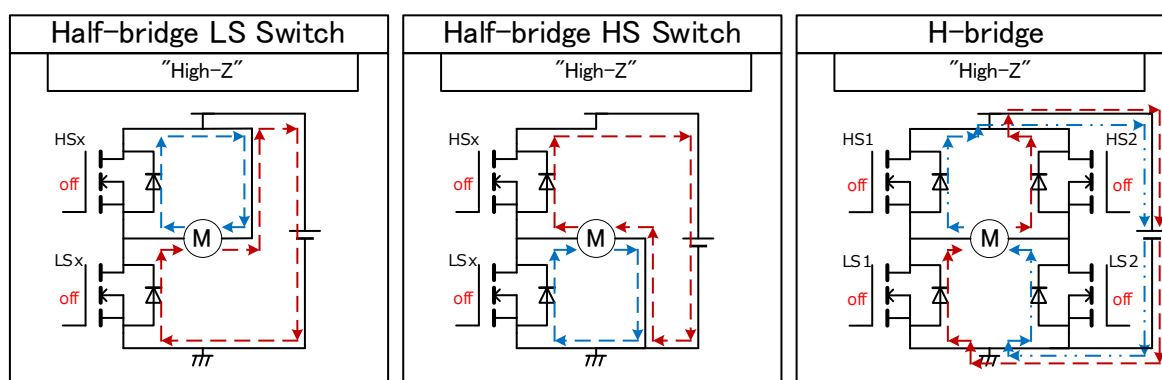 Half-bridge LS Switch
"High-Z"
HSx
off
M
LSx
off
Half-bridge HS Switch
"High-Z"
HSx
off
M
LSx
off
H-bridge
"High-Z"
HS1
HS2
off
off
M
LS1
LS2
off
off